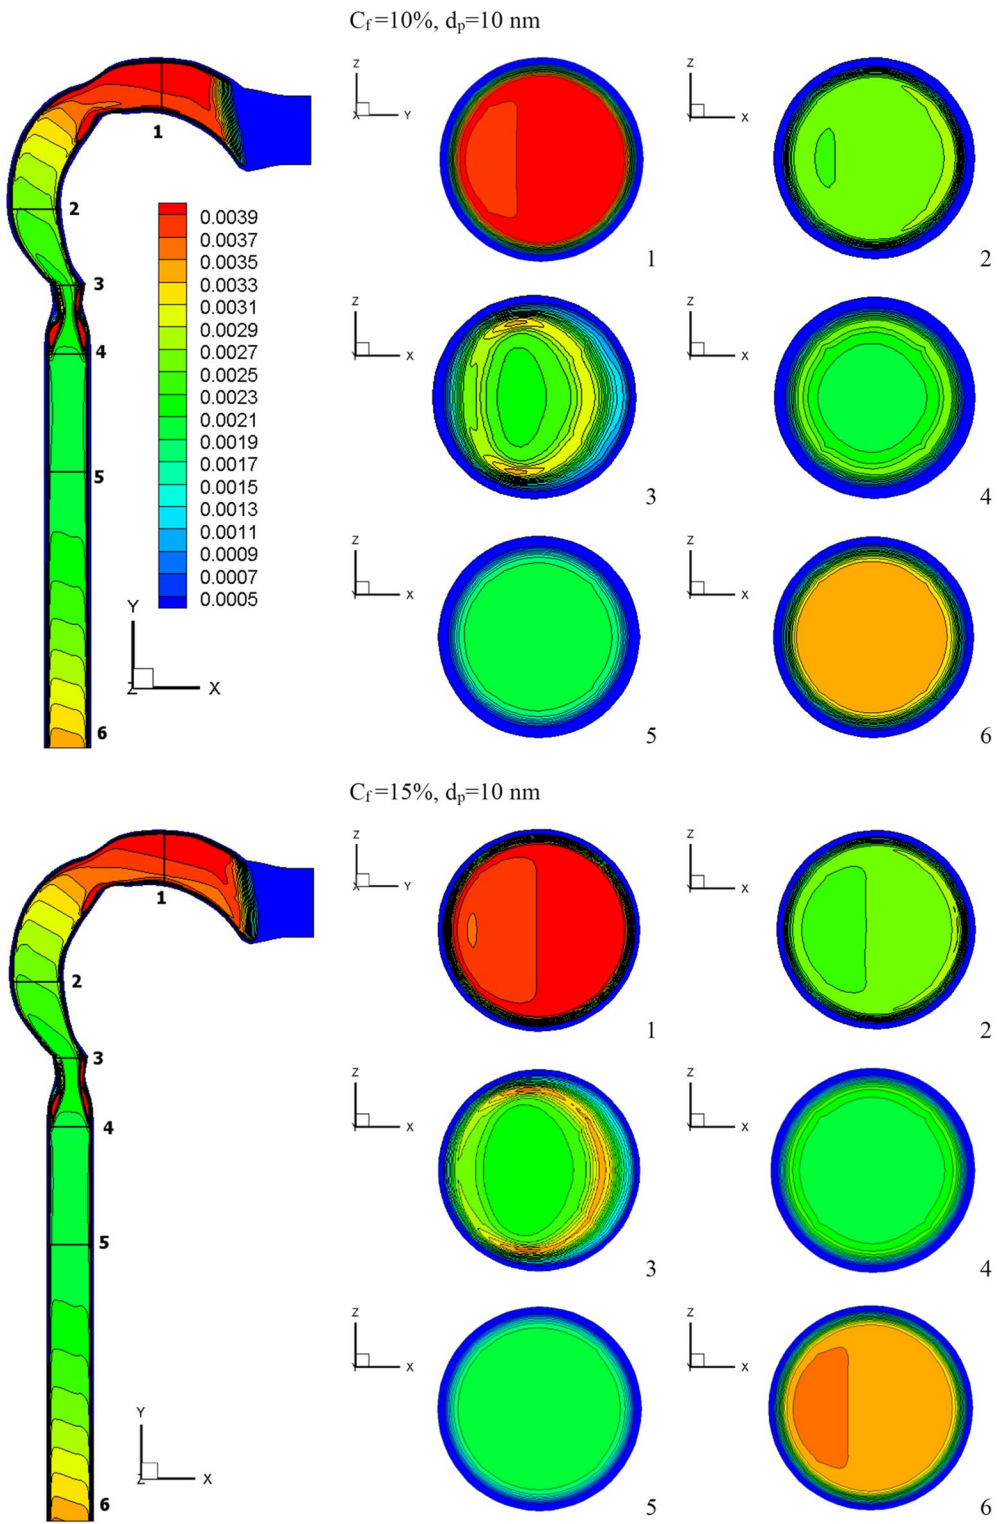 Cf=10%, dp=10 nm
1
2
3
4
5
6
0.0039
0.0037
0.0035
0.0033
0.0031
0.0029
0.0027
0.0025
0.0023
0.0021
0.0019
0.0017
0.0015
0.0013
0.0011
0.0009
0.0007
0.0005
Y
Z X
Z
X Y
1
Z
Y X
2
Z
Y X
3
Z
Y X
4
Z
Y X
5
Z
Y X
6
Cf=15%, dp=10 nm
1
2
3
4
5
6
Y
Z X
Z
X Y
1
Z
Y X
2
Z
Y X
3
Z
Y X
4
Z
Y X
5
Z
Y X
6